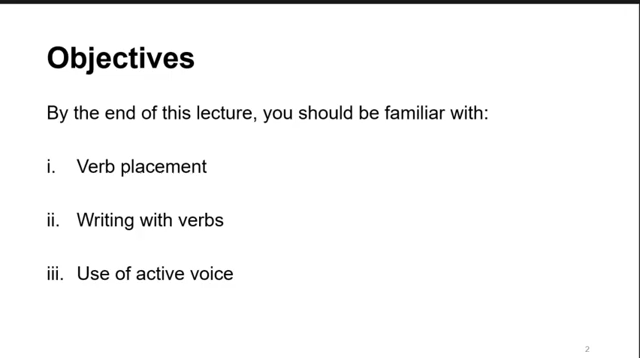 Objectives
By the end of this lecture, you should be familiar with:
i. Verb placement
ii. Writing with verbs
iii. Use of active voice
2